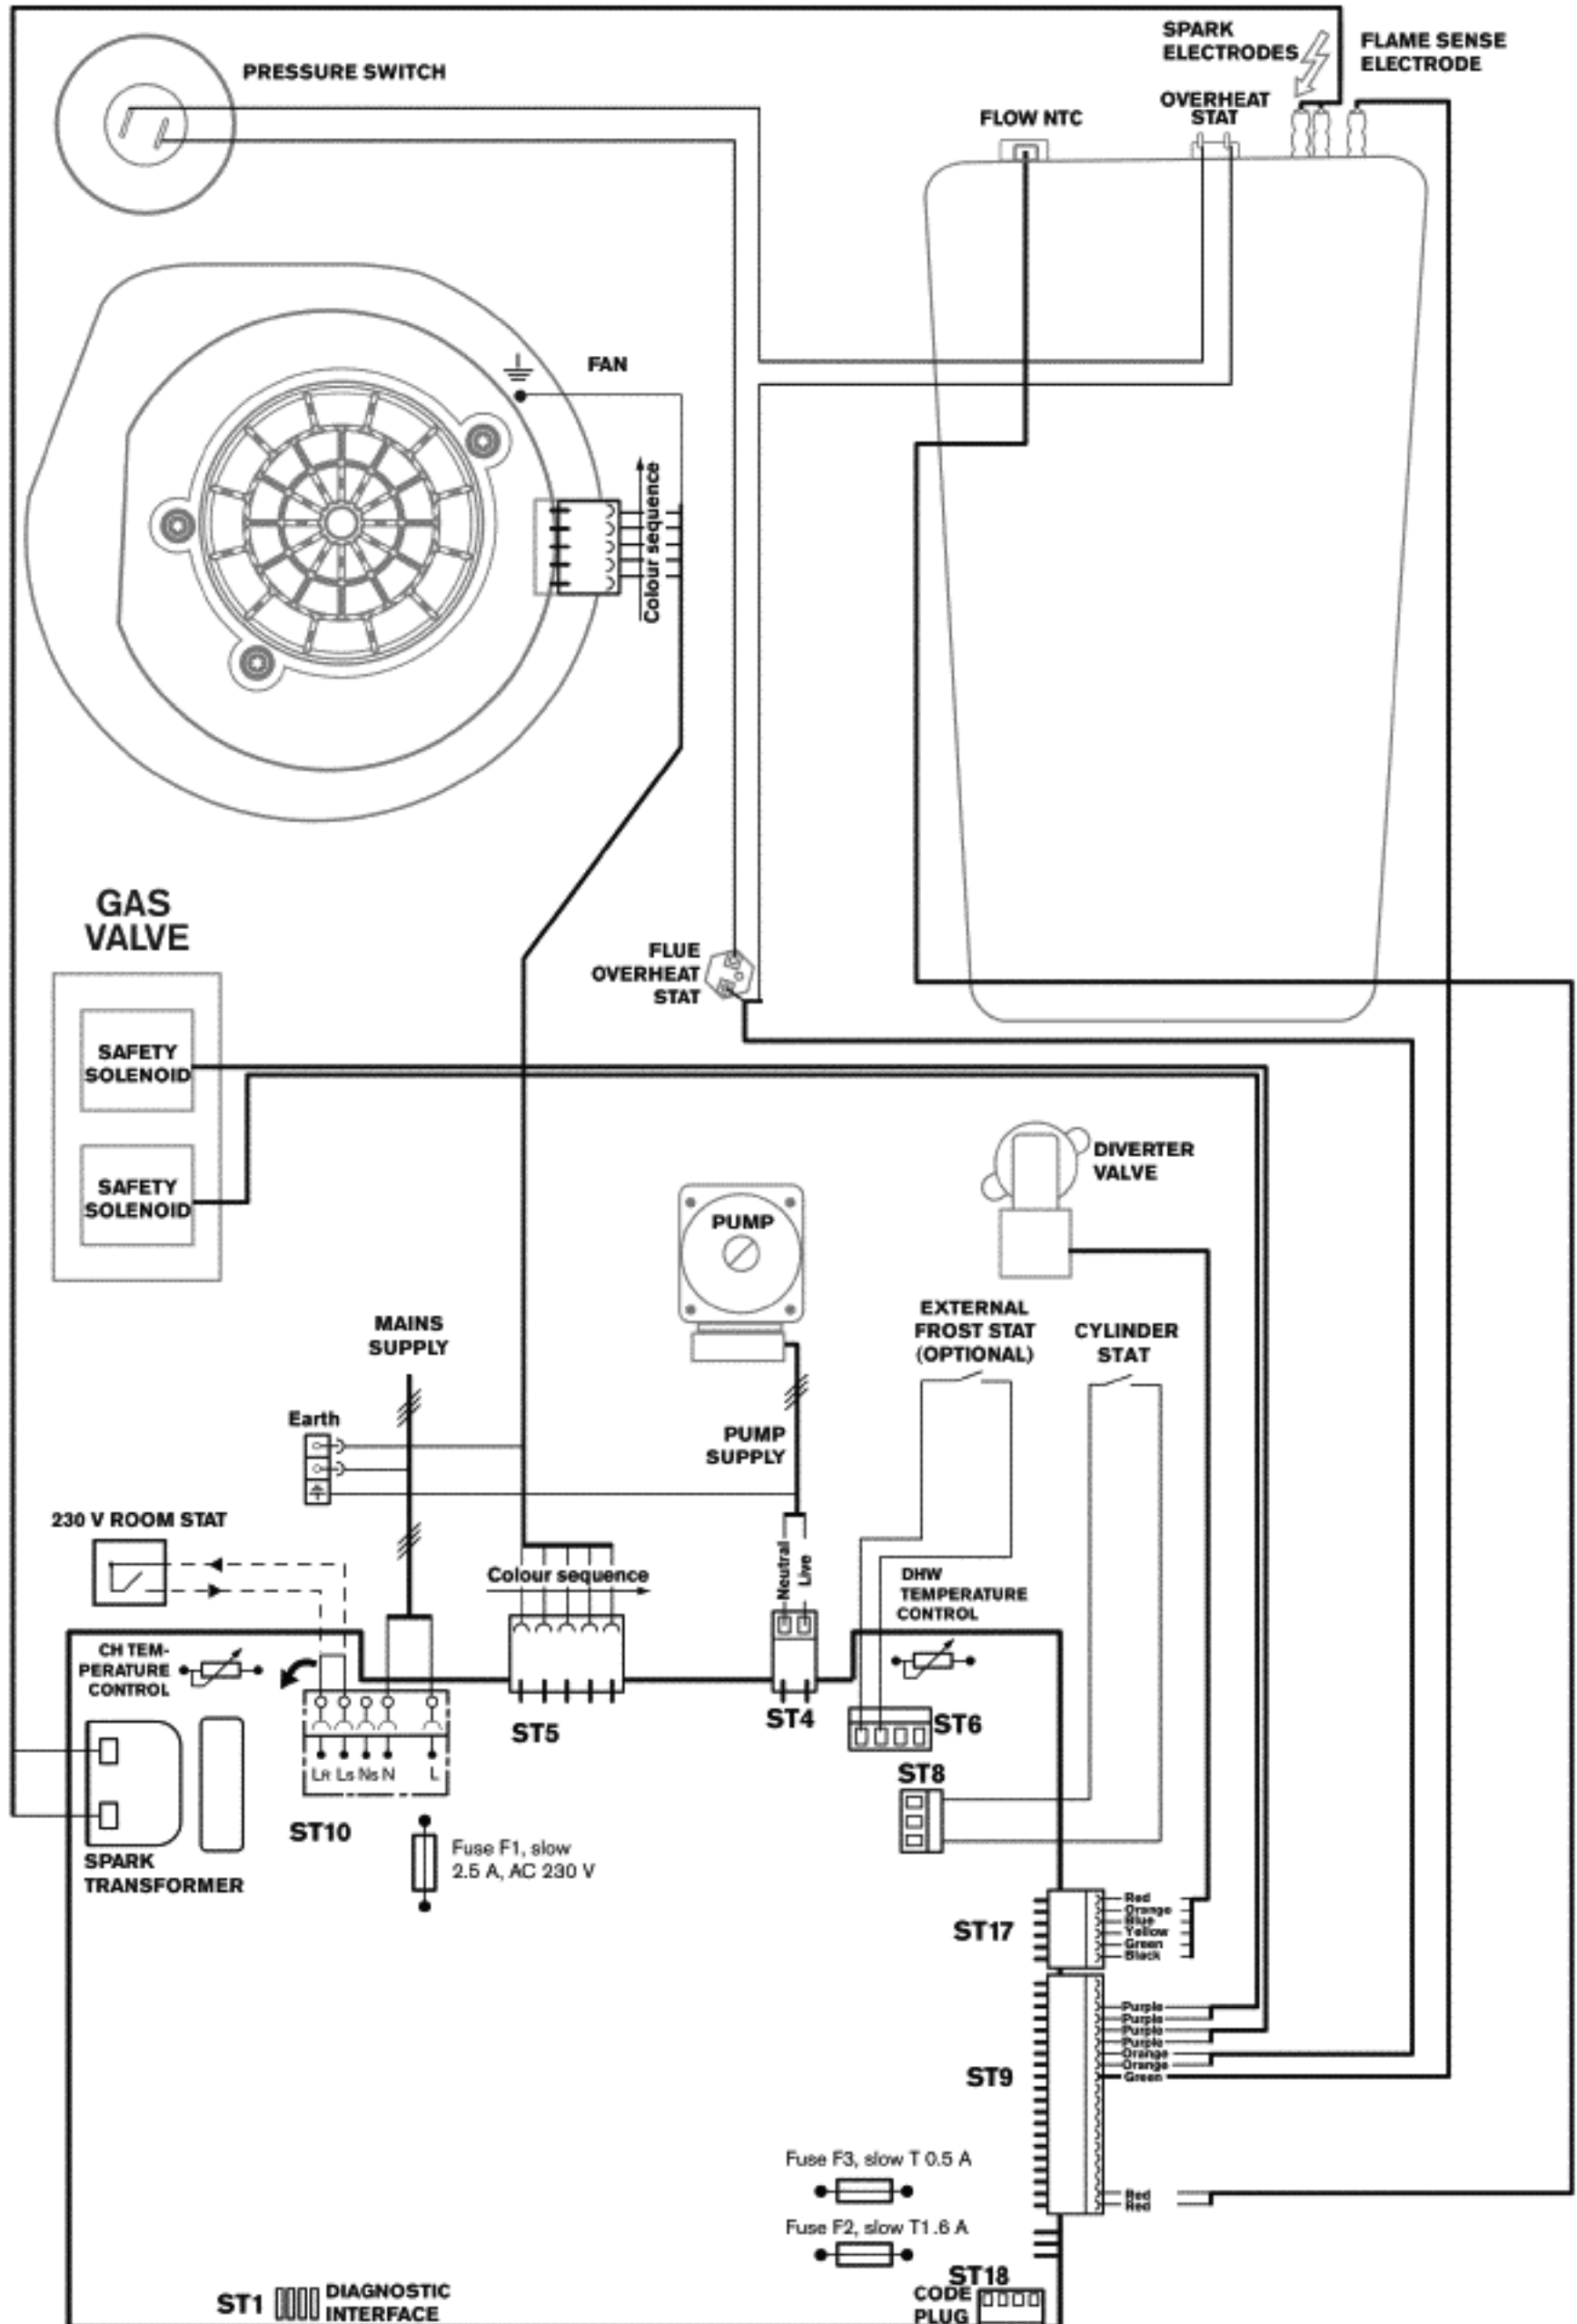 SPARK
ELECTRODES
FLAME SENSE
ELECTRODE
PRESSURE SWITCH
OVERHEAT
STAT
FLOW NTC
FAN
Colour sequence
GAS
VALVE
FLUE
OVERHEAT
STAT
SAFETY
SOLENOID
SAFETY
SOLENOID
DIVERTER
VALVE
PUMP
MAINS
SUPPLY
EXTERNAL
FROST STAT
(OPTIONAL)
CYLINDER
STAT
Earth
PUMP
SUPPLY
230 V ROOM STAT
Neutral
Live
Colour sequence
DHW
TEMPERATURE
CONTROL
CH TEM-
PERATURE
CONTROL
ST5
ST4
ST6
LR Ls Ns N L
ST8
ST10
SPARK
TRANSFORMER
Fuse F1, slow
2.5 A, AC 230 V
ST17
Red
Orange
Blue
Yellow
Green
Black
ST9
Purple
Purple
Purple
Purple
Orange
Orange
Green
Fuse F3, slow T 0.5 A
Red
Red
Fuse F2, slow T1.6 A
ST18
CODE
PLUG
ST1
DIAGNOSTIC
INTERFACE